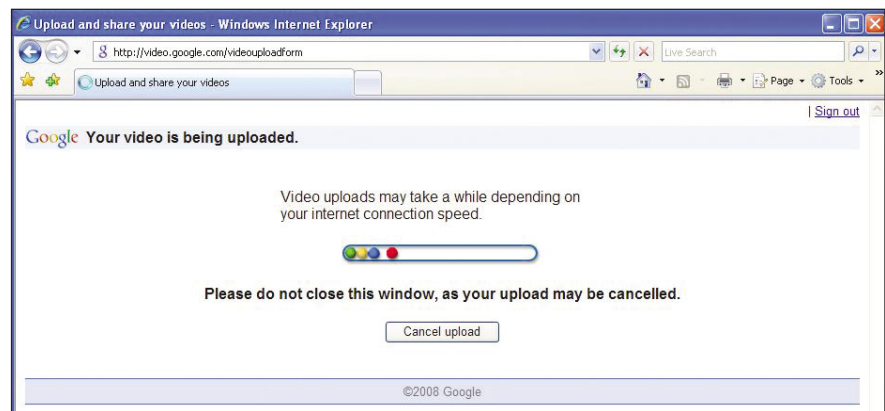 Upload and share your videos - Windows Internet Explorer
http://video.google.com/videouploadform
Live Search
Upload and share your videos
Page
Tools
»
| Sign out
Google Your video is being uploaded.
Video uploads may take a while depending on
your internet connection speed.
Please do not close this window, as your upload may be cancelled.
Cancel upload
©2008 Google